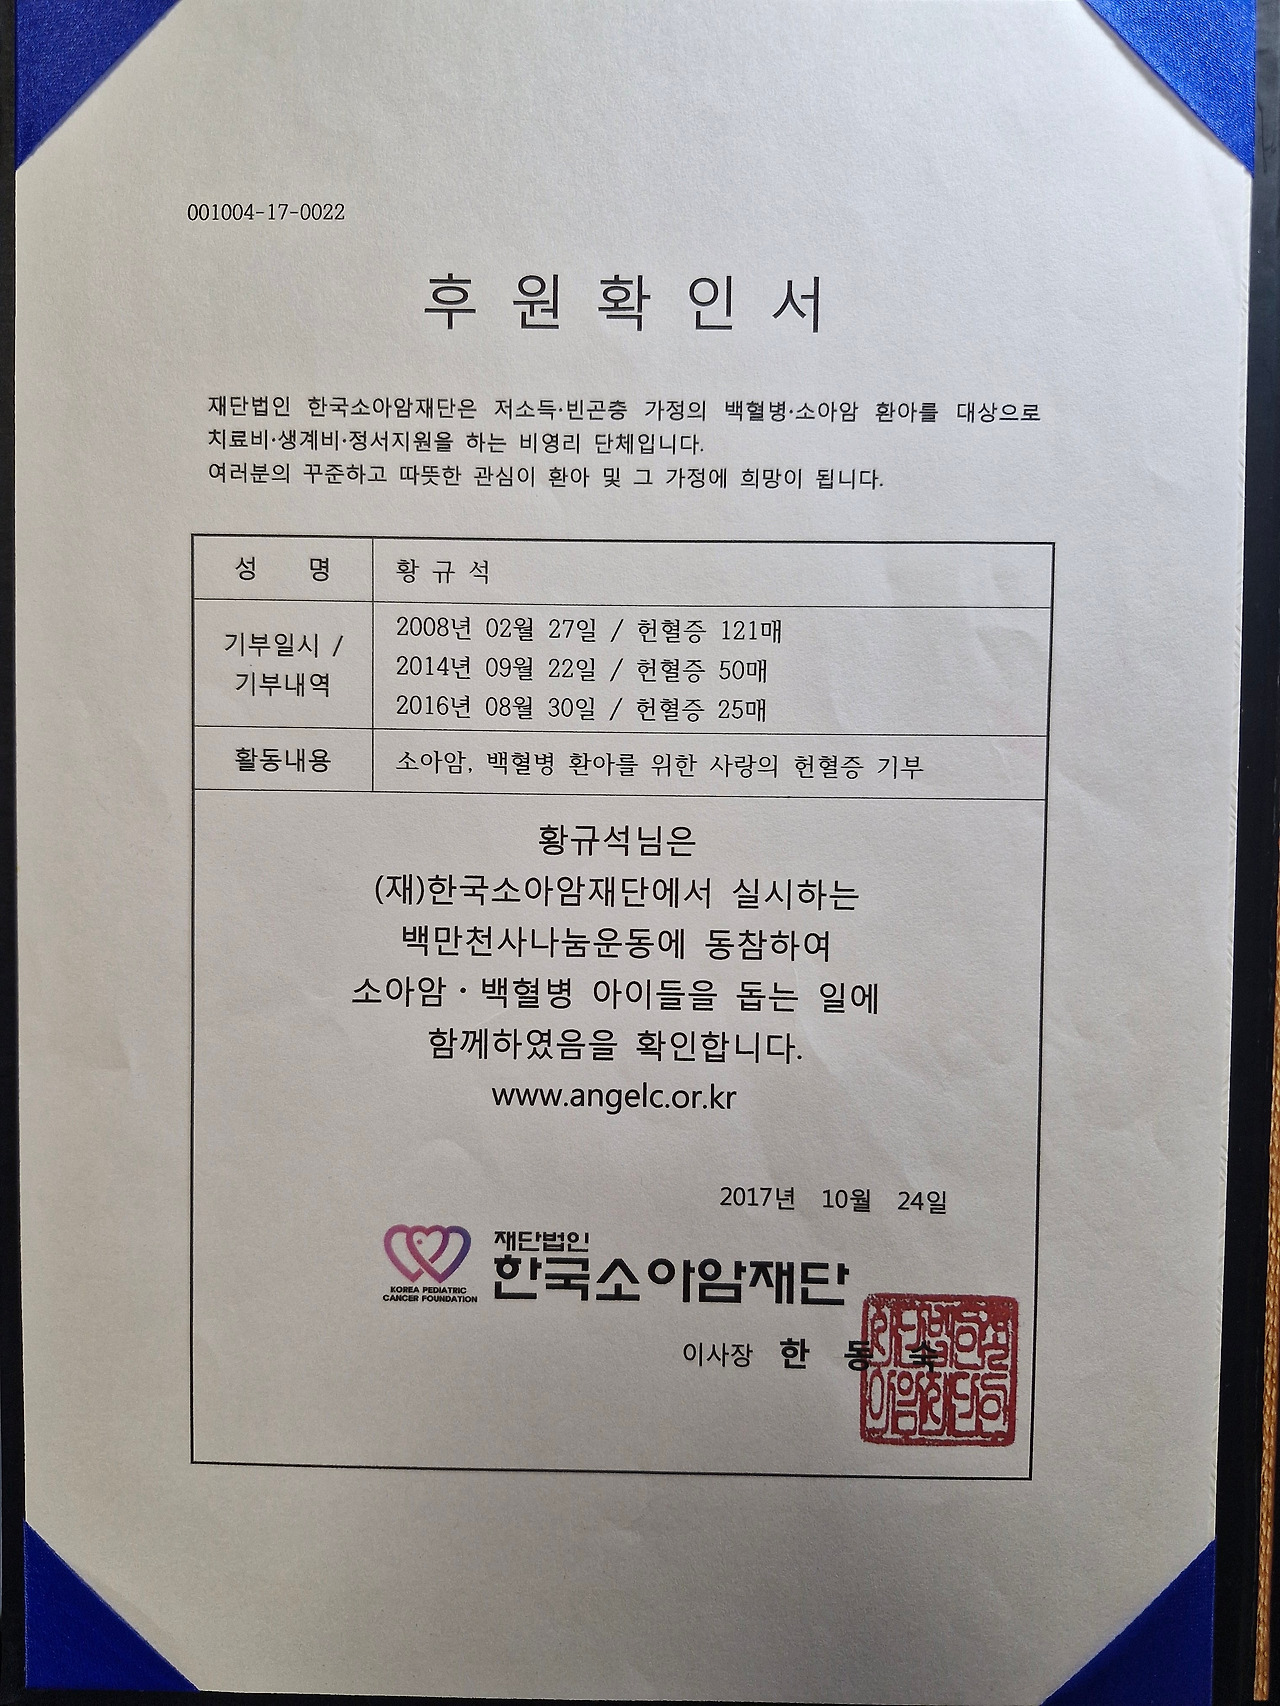 001004-17-0022
후 원 확 인 서
재단법인 한국소아암재단은 저소득·빈곤층 가정의 백혈병·소아암 환아를 대상으로
치료비·생계비·정서지원을 하는 비영리 단체입니다.
여러분의 꾸준하고 따뜻한 관심이 환아 및 그 가정에 희망이 됩니다.
성 명 황 규 석
기부일시 / 기부내역
2008년 02월 27일 / 헌혈증 121매
2014년 09월 22일 / 헌혈증 50매
2016년 08월 30일 / 헌혈증 25매
활동내용 소아암, 백혈병 환아를 위한 사랑의 헌혈증 기부
황규석님은
(재)한국소아암재단에서 실시하는
백만천사나눔운동에 동참하여
소아암·백혈병 아이들을 돕는 일에
함께하였음을 확인합니다.
www.angelc.or.kr
2017년 10월 24일
KOREA PEDIATRIC
CANCER FOUNDATION
재단법인
한국소아암재단
이사장 한 동 숙